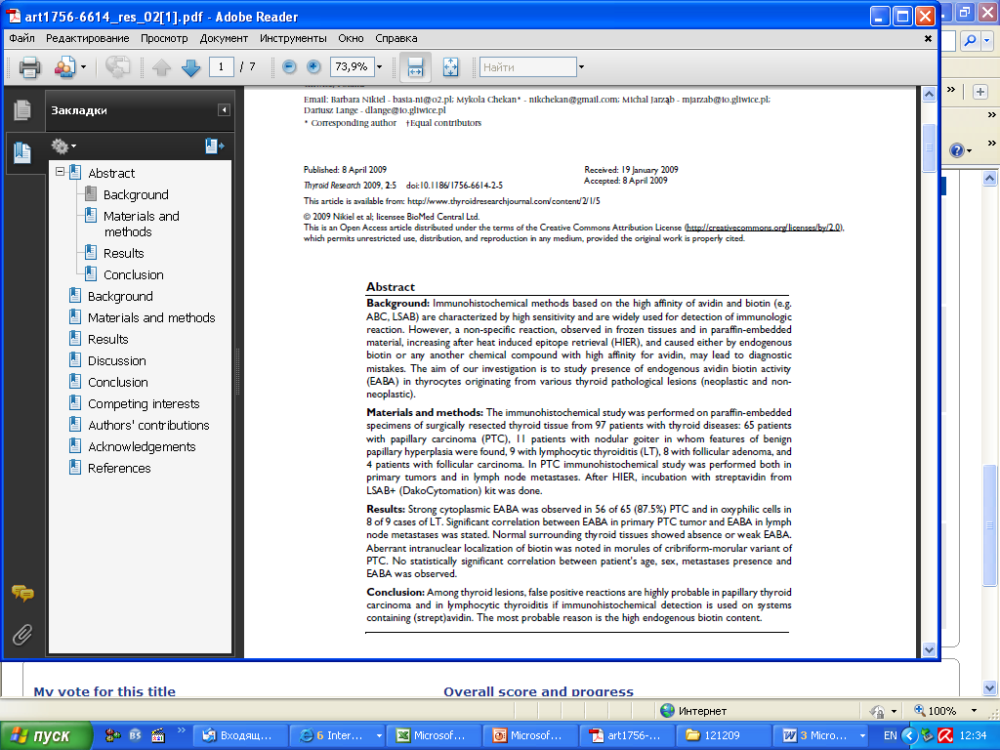 art1756-6614_res_02[1].pdf - Adobe Reader
Файл Редактирование Просмотр Документ Инструменты Окно Справка
1 / 7 73,9% Найти
Закладки
Abstract
Background
Materials and
methods
Results
Conclusion
Background
Materials and methods
Results
Discussion
Conclusion
Competing interests
Authors' contributions
Acknowledgements
References
Email: Barbara Nikiel - basia-ni@o2.pl; Mykola Chekan* - nikchekan@gmail.com; Michal Jarząb - mjarzab@io.gliwice.pl;
Dariusz Lange - dlange@io.gliwice.pl
* Corresponding author †Equal contributors
Published: 8 April 2009 Received: 19 January 2009
Accepted: 8 April 2009
Thyroid Research 2009, 2:5 doi:10.1186/1756-6614-2-5
This article is available from: http://www.thyroidresearchjournal.com/content/2/1/5
© 2009 Nikiel et al; licensee BioMed Central Ltd.
This is an Open Access article distributed under the terms of the Creative Commons Attribution License (http://creativecommons.org/licenses/by/2.0),
which permits unrestricted use, distribution, and reproduction in any medium, provided the original work is properly cited.
Abstract
Background: Immunohistochemical methods based on the high affinity of avidin and biotin (e.g.
ABC, LSAB) are characterized by high sensitivity and are widely used for detection of immunologic
reaction. However, a non-specific reaction, observed in frozen tissues and in paraffin-embedded
material, increasing after heat induced epitope retrieval (HIER), and caused either by endogenous
biotin or any another chemical compound with high affinity for avidin, may lead to diagnostic
mistakes. The aim of our investigation is to study presence of endogenous avidin biotin activity
(EABA) in thyrocytes originating from various thyroid pathological lesions (neoplastic and non-
neoplastic).
Materials and methods: The immunohistochemical study was performed on paraffin-embedded
specimens of surgically resected thyroid tissue from 97 patients with thyroid diseases: 65 patients
with papillary carcinoma (PTC), 11 patients with nodular goiter in whom features of benign
papillary hyperplasia were found, 9 with lymphocytic thyroiditis (LT), 8 with follicular adenoma, and
4 patients with follicular carcinoma. In PTC immunohistochemical study was performed both in
primary tumors and in lymph node metastases. After HIER, incubation with streptavidin from
LSAB+ (DakoCytomation) kit was done.
Results: Strong cytoplasmic EABA was observed in 56 of 65 (87.5%) PTC and in oxyphilic cells in
8 of 9 cases of LT. Significant correlation between EABA in primary PTC tumor and EABA in lymph
node metastases was stated. Normal surrounding thyroid tissues showed absence or weak EABA.
Aberrant intranuclear localization of biotin was noted in morules of cribriform-morular variant of
PTC. No statistically significant correlation between patient's age, sex, metastases presence and
EABA was observed.
Conclusion: Among thyroid lesions, false positive reactions are highly probable in papillary thyroid
carcinoma and in lymphocytic thyroiditis if immunohistochemical detection is used on systems
containing (strept)avidin. The most probable reason is the high endogenous biotin content.
My vote for this title Overall score and progress
Интернет 100%
пуск Входящ... 6 Inter... Microsof... Microsof... art1756-... 121209 3 Micro... EN 12:34